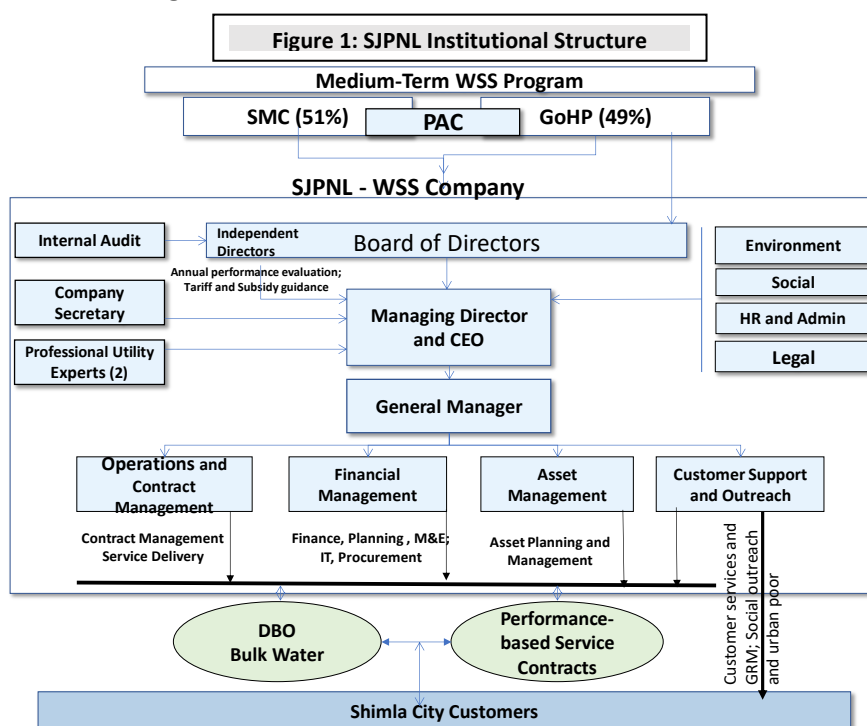 Figure 1: SJPNL Institutional Structure
Medium-Term WSS Program
SMC (51%)
PAC
GoHP (49%)
SJPNL - WSS Company
Internal Audit
Independent
Directors
Board of Directors
Environment
Annual performance evaluation;
Tariff and Subsidy guidance
Social
Company
Secretary
Managing Director
and CEO
HR and Admin
Professional Utility
Experts (2)
Legal
General Manager
Operations and
Contract
Management
Financial
Management
Asset
Management
Customer Support
and Outreach
Contract Management
Service Delivery
Finance, Planning , M&E;
IT, Procurement
Asset Planning and
Management
Customer services and
GRM; Social outreach
and urban poor
DBO
Bulk Water
Performance-
based Service
Contracts
Shimla City Customers